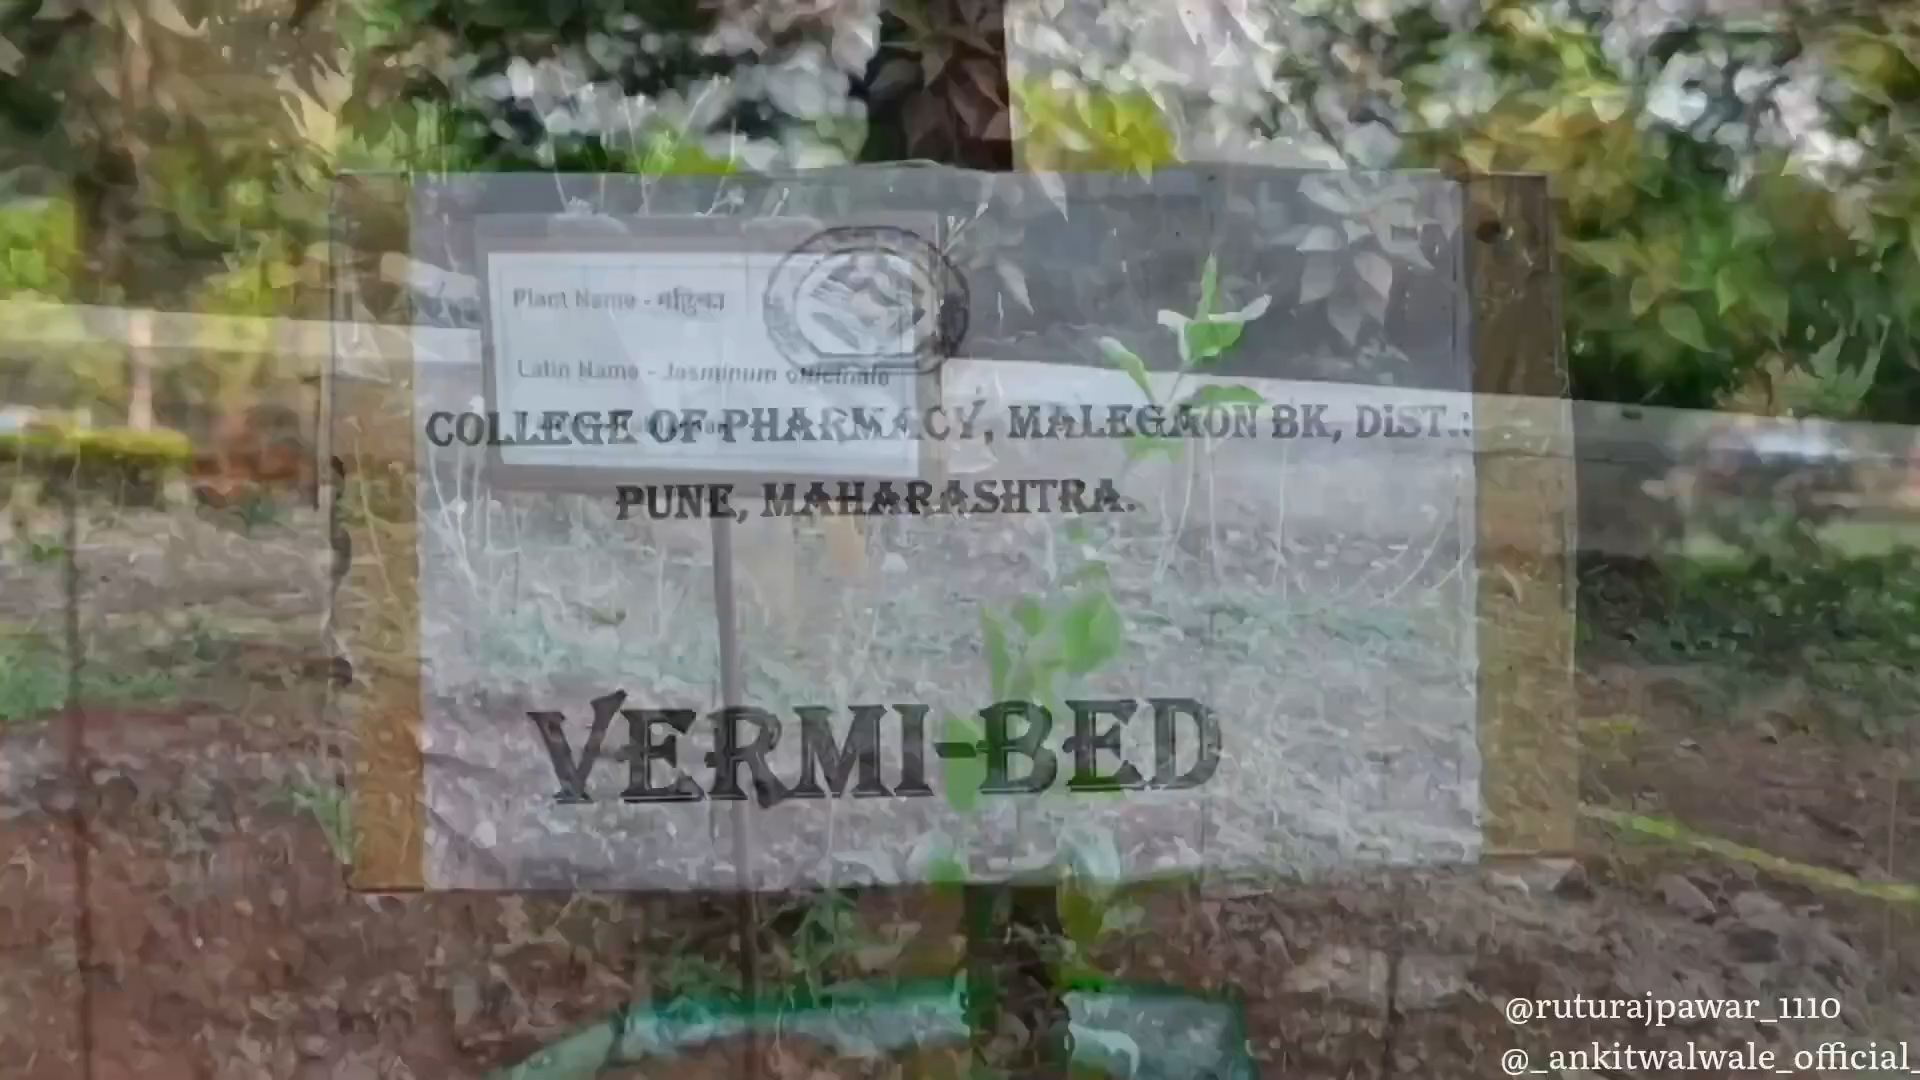 Plant Name -
Latin Name - Jasminum officinale
COLLEGE OF PHARMACY, MALEGAON BK, DIST.:
PUNE, MAHARASHTRA.
VERMI-BED
@ruturajpawar_1110
@_ankitwalwale_official_